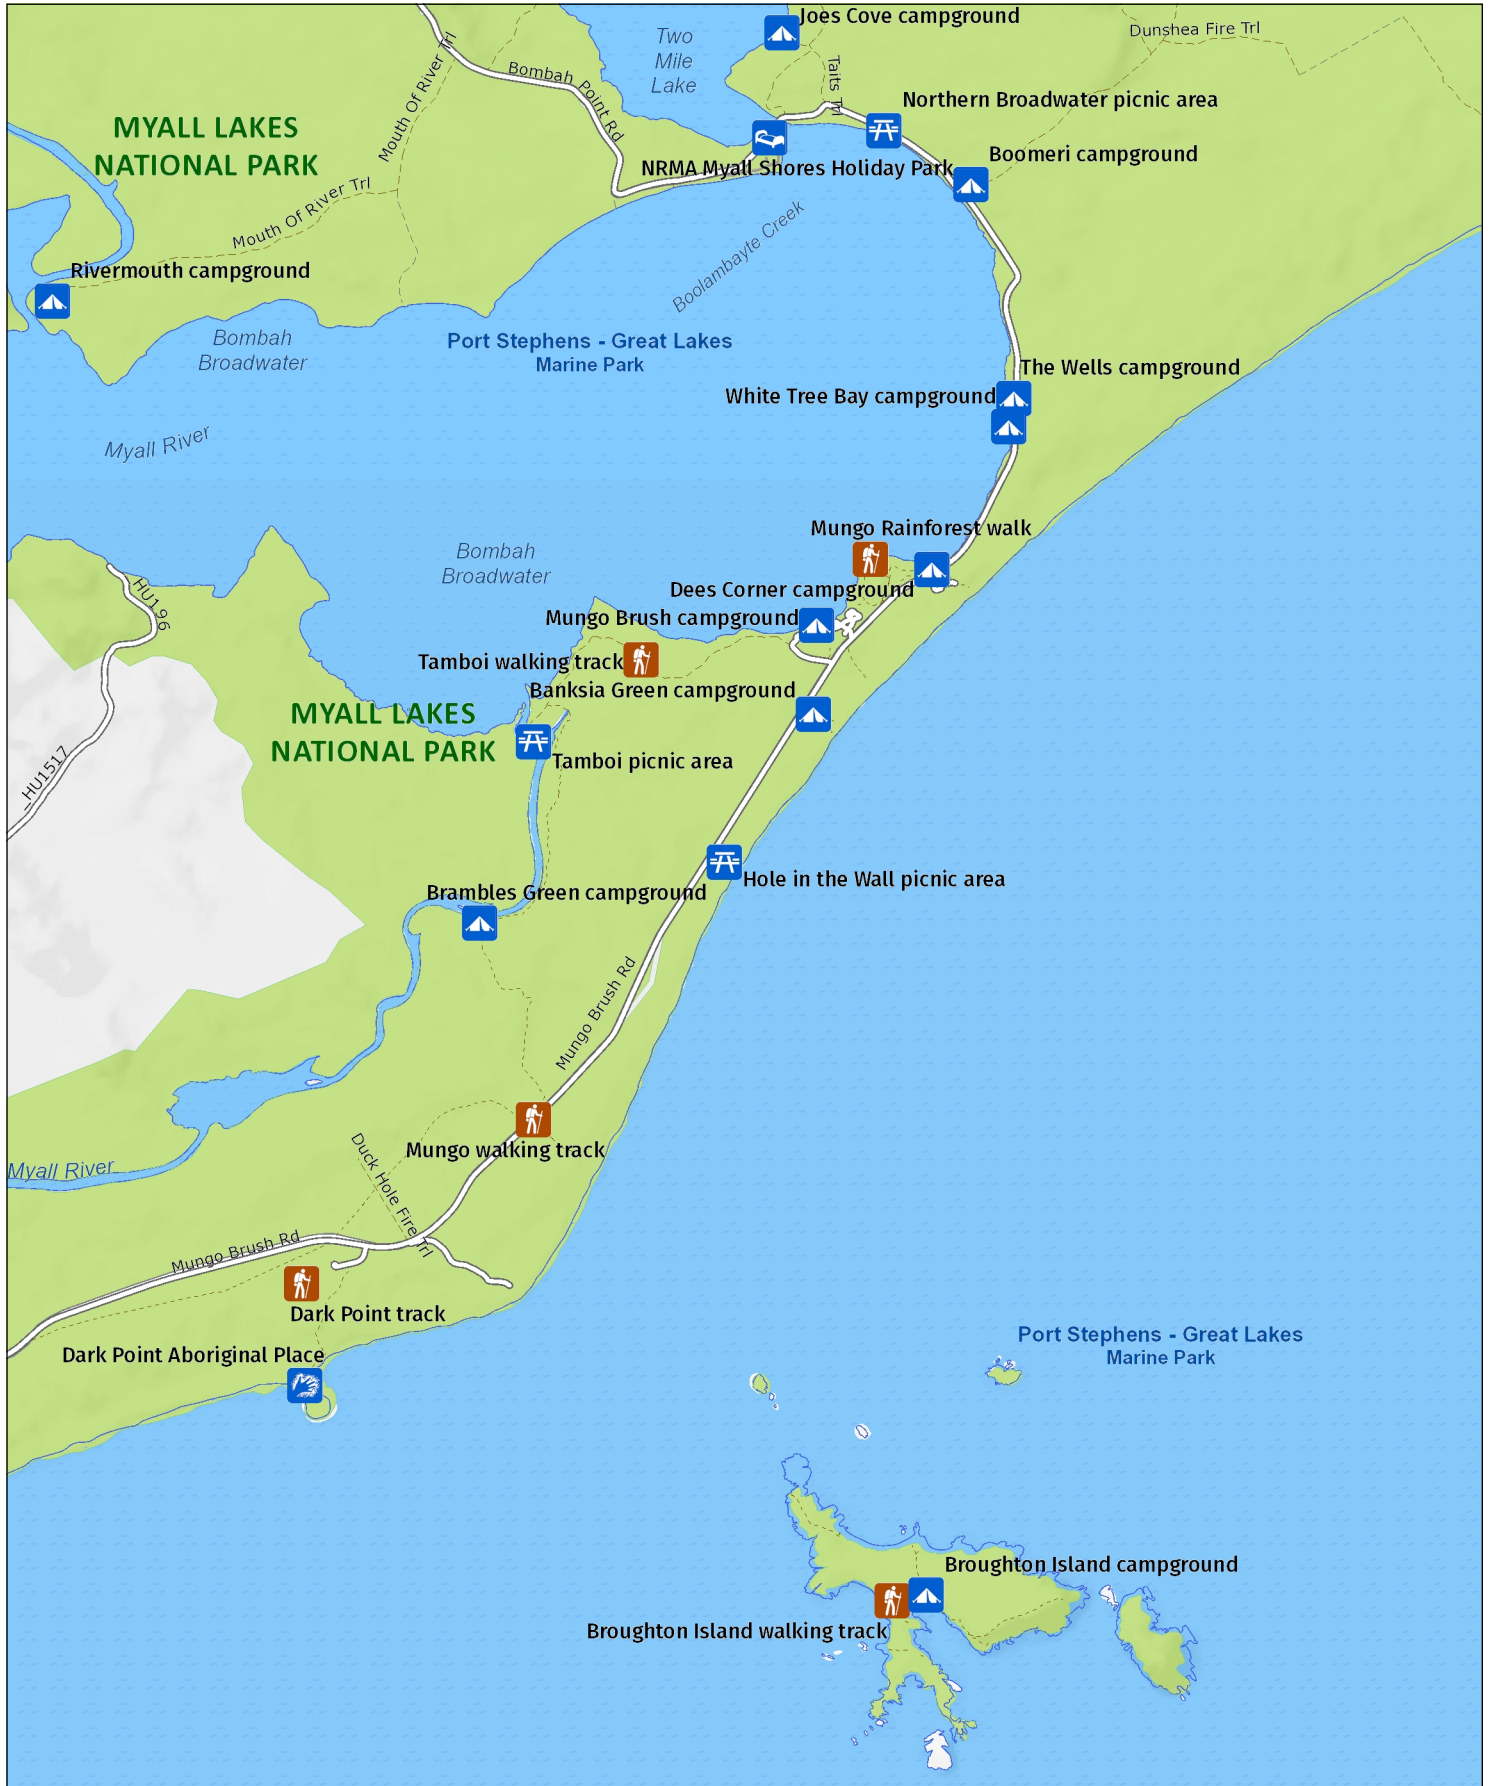 Joes Cove campground
Dunshea Fire Trl
Two
Mile
Lake
Mouth Of River Trl
Bombah Point Rd
Taits Trl
Northern Broadwater picnic area
MYALL LAKES
NATIONAL PARK
Boomeri campground
NRMA Myall Shores Holiday Park
Mouth Of River Trl
Boolambayte Creek
Rivermouth campground
Bombah
Broadwater
Port Stephens - Great Lakes
Marine Park
The Wells campground
White Tree Bay campground
Myall River
Mungo Rainforest walk
Bombah
Broadwater
HU196
Dees Corner campground
Mungo Brush campground
Tamboi walking track
Banksia Green campground
MYALL LAKES
NATIONAL PARK
Tamboi picnic area
_HU1517
Hole in the Wall picnic area
Brambles Green campground
Mungo Brush Rd
Mungo walking track
Duck Hole Fire Trl
Myall River
Mungo Brush Rd
Dark Point track
Port Stephens - Great Lakes
Marine Park
Dark Point Aboriginal Place
Broughton Island campground
Broughton Island walking track